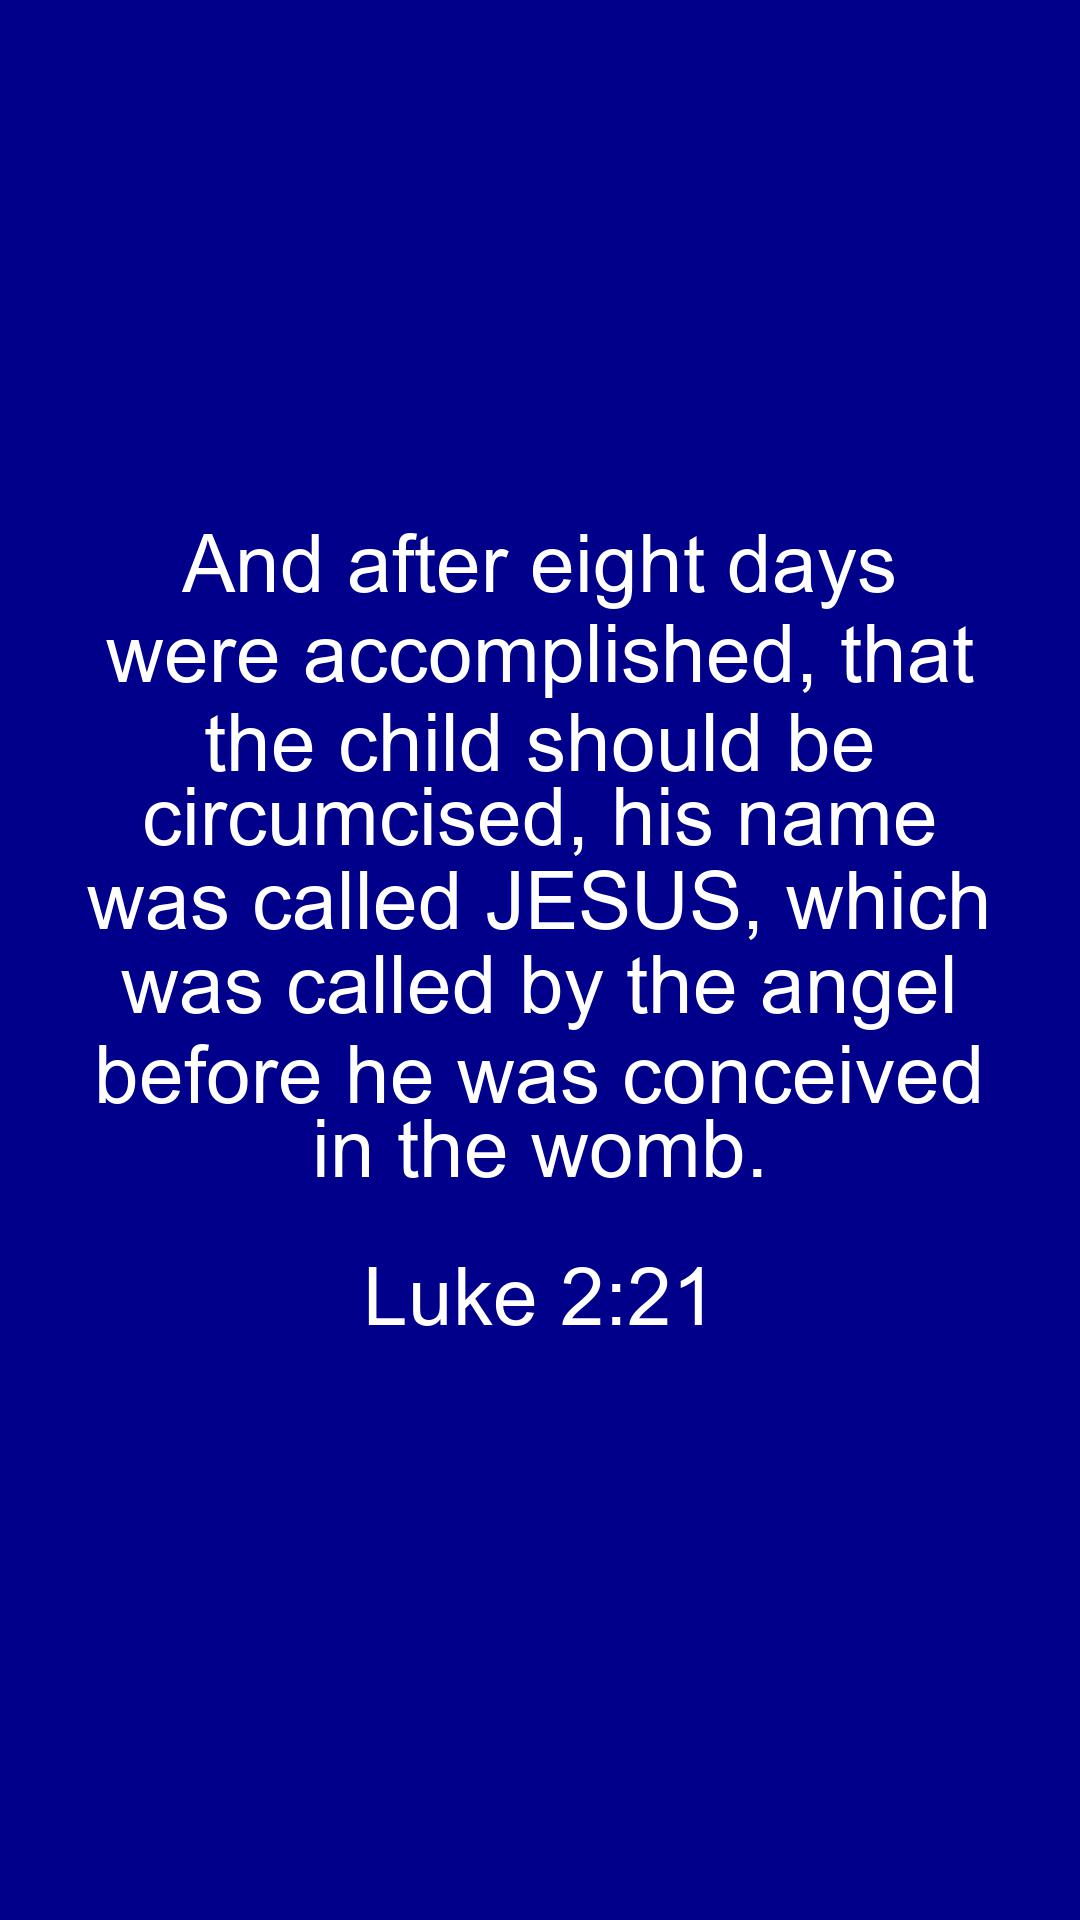 And after eight days
were accomplished, that
the child should be
circumcised, his name
was called JESUS, which
was called by the angel
before he was conceived
in the womb.
Luke 2:21